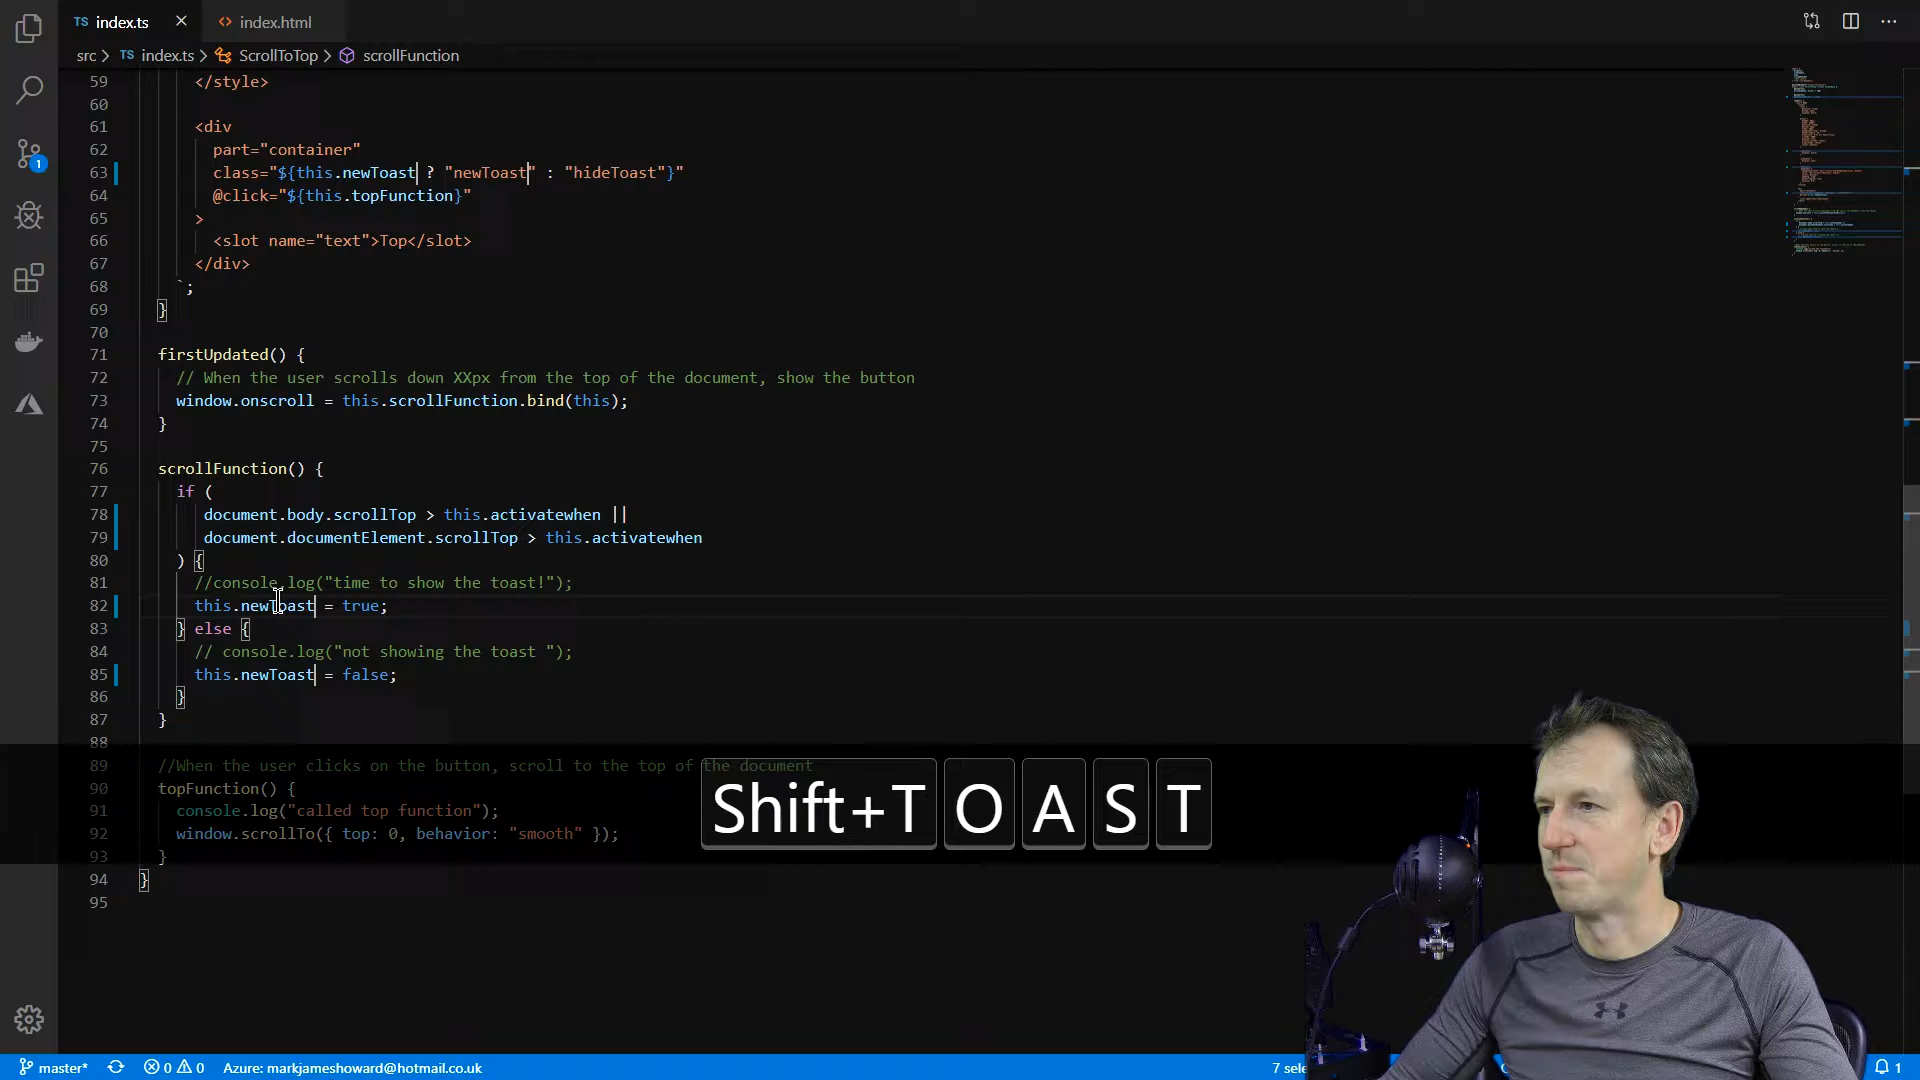 TS index.ts × <> index.html
src > TS index.ts > ScrollToTop > scrollFunction
59 </style>
60
61 <div
62 part="container"
63 class="${this.newToast ? "newToast" : "hideToast"}"
64 @click="${this.topFunction}"
65 >
66 <slot name="text">Top</slot>
67 </div>
68 `;
69 }
70
71 firstUpdated() {
72 // When the user scrolls down XXpx from the top of the document, show the button
73 window.onscroll = this.scrollFunction.bind(this);
74 }
75
76 scrollFunction() {
77 if (
78 document.body.scrollTop > this.activatewhen ||
79 document.documentElement.scrollTop > this.activatewhen
80 ) {
81 //console.log("time to show the toast!");
82 this.newToast = true;
83 } else {
84 // console.log("not showing the toast ");
85 this.newToast = false;
86 }
87 }
88
89 //When the user clicks on the button, scroll to the top of the document
90 topFunction() {
91 console.log("called top function");
92 window.scrollTo({ top: 0, behavior: "smooth" });
93 }
94 }
95
Shift+T O A S T
1
master* 0 0 Azure: markjameshoward@hotmail.co.uk 7 sele 1